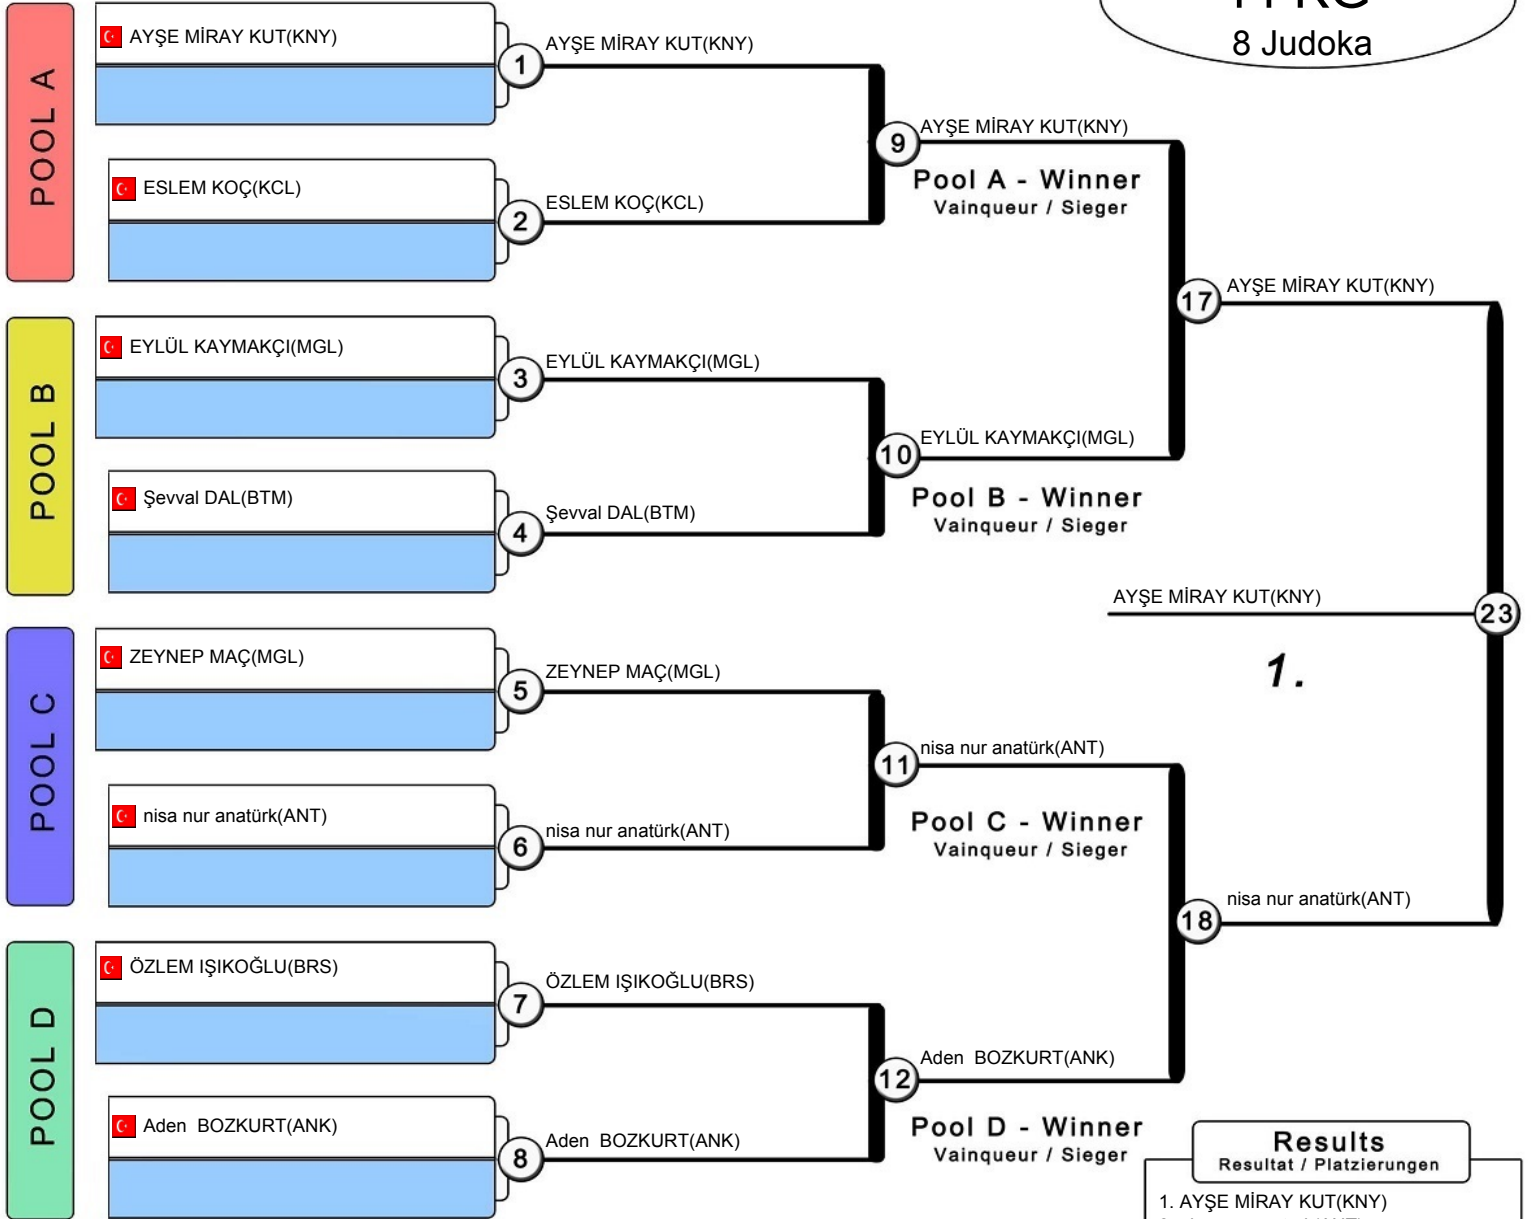 8 Judoka
POOL A
AYŞE MİRAY KUT(KNY)
1
AYŞE MİRAY KUT(KNY)
ESLEM KOÇ(KCL)
2
ESLEM KOÇ(KCL)
9
AYŞE MİRAY KUT(KNY)
Pool A - Winner
Vainqueur / Sieger
POOL B
EYLÜL KAYMAKÇI(MGL)
3
EYLÜL KAYMAKÇI(MGL)
Şevval DAL(BTM)
4
Şevval DAL(BTM)
10
EYLÜL KAYMAKÇI(MGL)
Pool B - Winner
Vainqueur / Sieger
17
AYŞE MİRAY KUT(KNY)
POOL C
ZEYNEP MAÇ(MGL)
5
ZEYNEP MAÇ(MGL)
nisa nur anatürk(ANT)
6
nisa nur anatürk(ANT)
11
nisa nur anatürk(ANT)
Pool C - Winner
Vainqueur / Sieger
POOL D
ÖZLEM IŞIKOĞLU(BRS)
7
ÖZLEM IŞIKOĞLU(BRS)
Aden  BOZKURT(ANK)
8
Aden  BOZKURT(ANK)
12
Aden  BOZKURT(ANK)
Pool D - Winner
Vainqueur / Sieger
18
nisa nur anatürk(ANT)
AYŞE MİRAY KUT(KNY)
23
1.
Results
Resultat / Platzierungen
1. AYŞE MİRAY KUT(KNY)